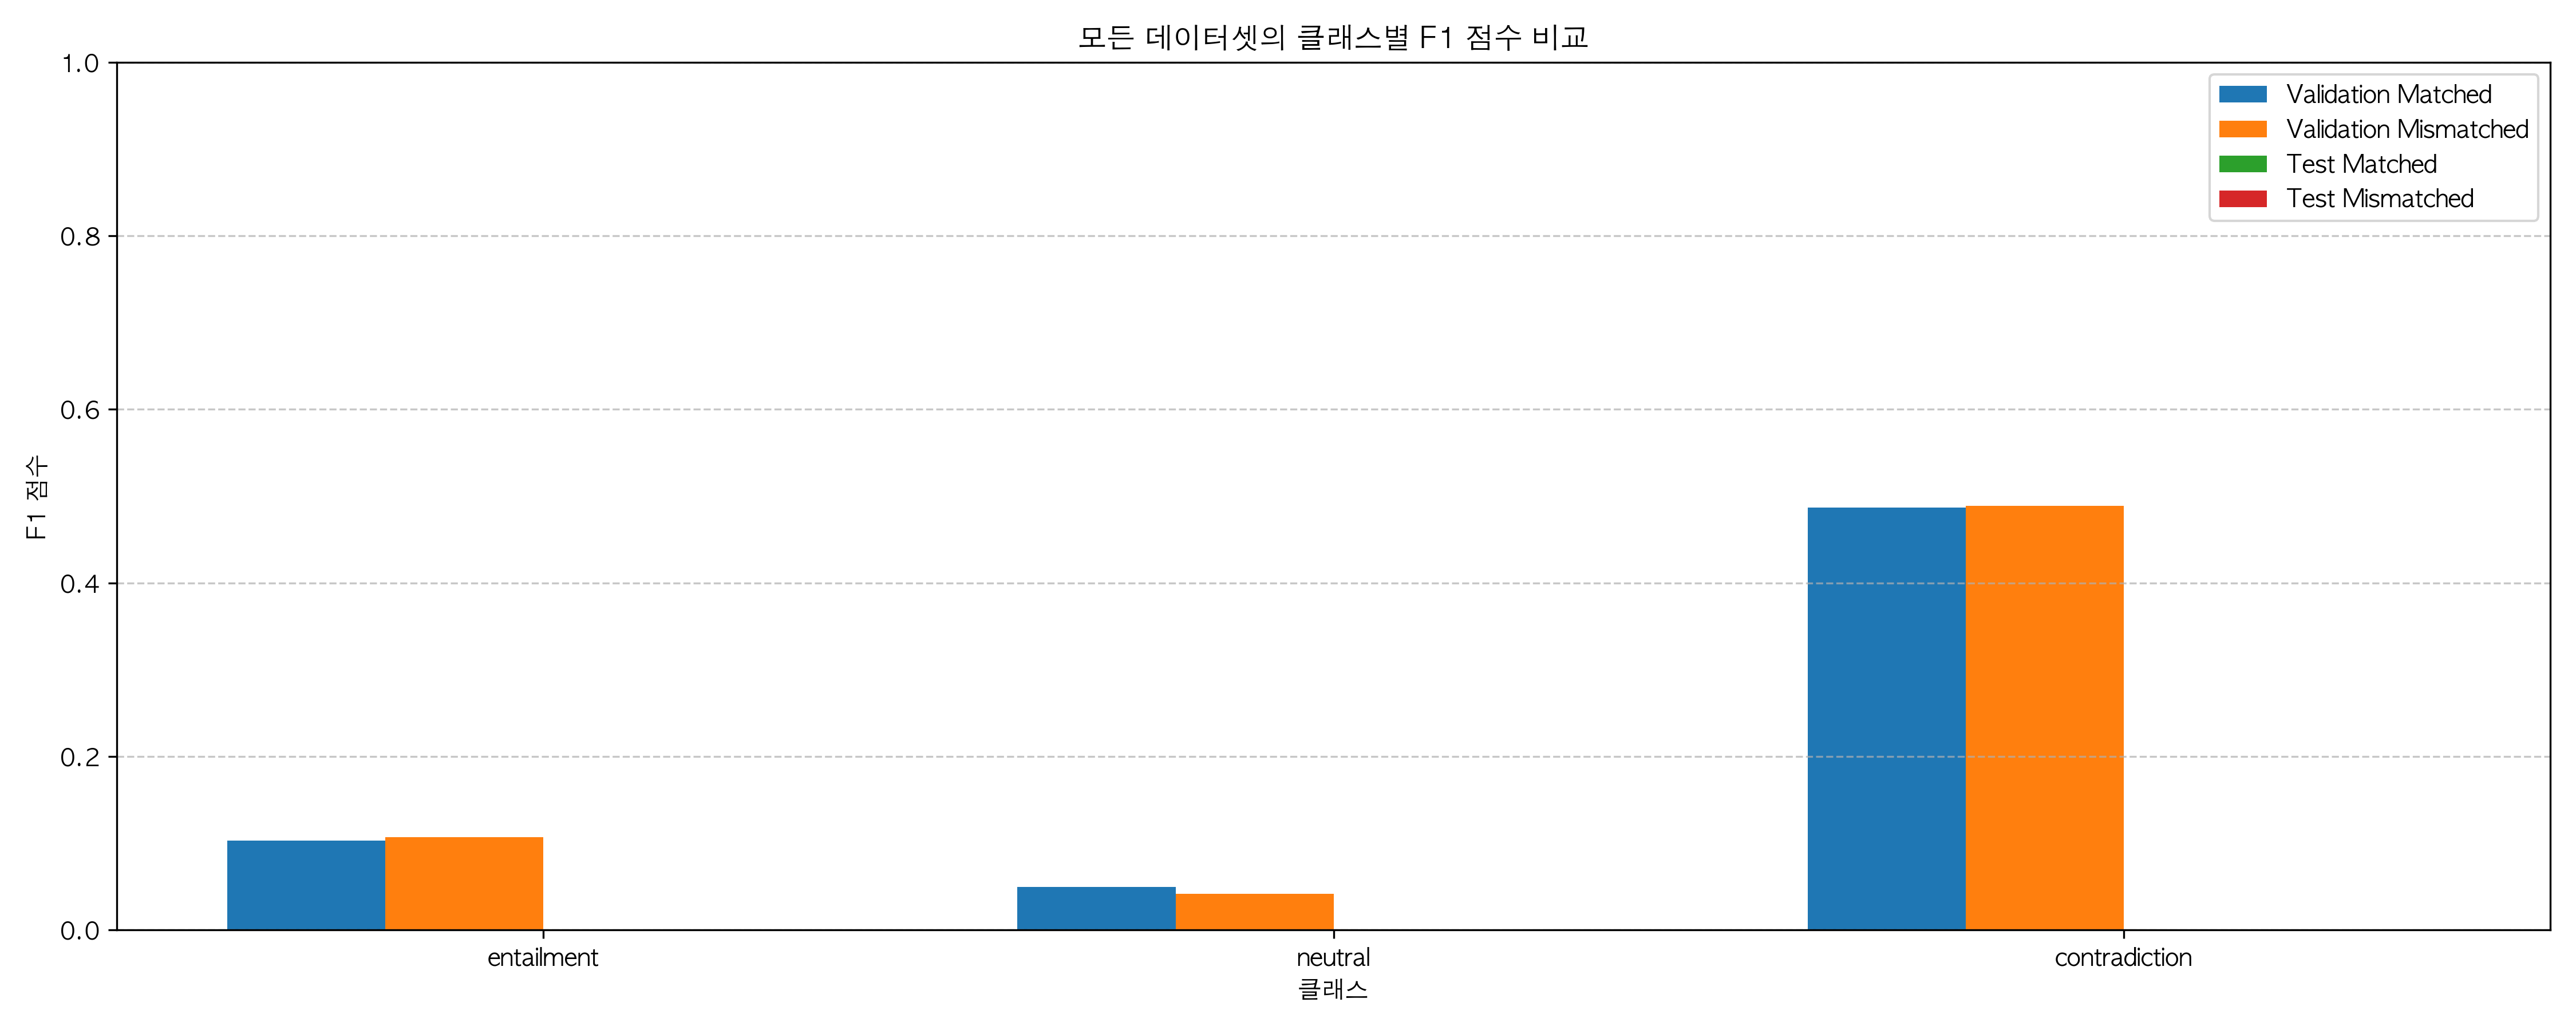 모든 데이터셋의 클래스별 F1 점수 비교
1.0
0.8
0.6
0.4
0.2
0.0
F1 점수
Validation Matched
Validation Mismatched
Test Matched
Test Mismatched
entailment
neutral
contradiction
클래스